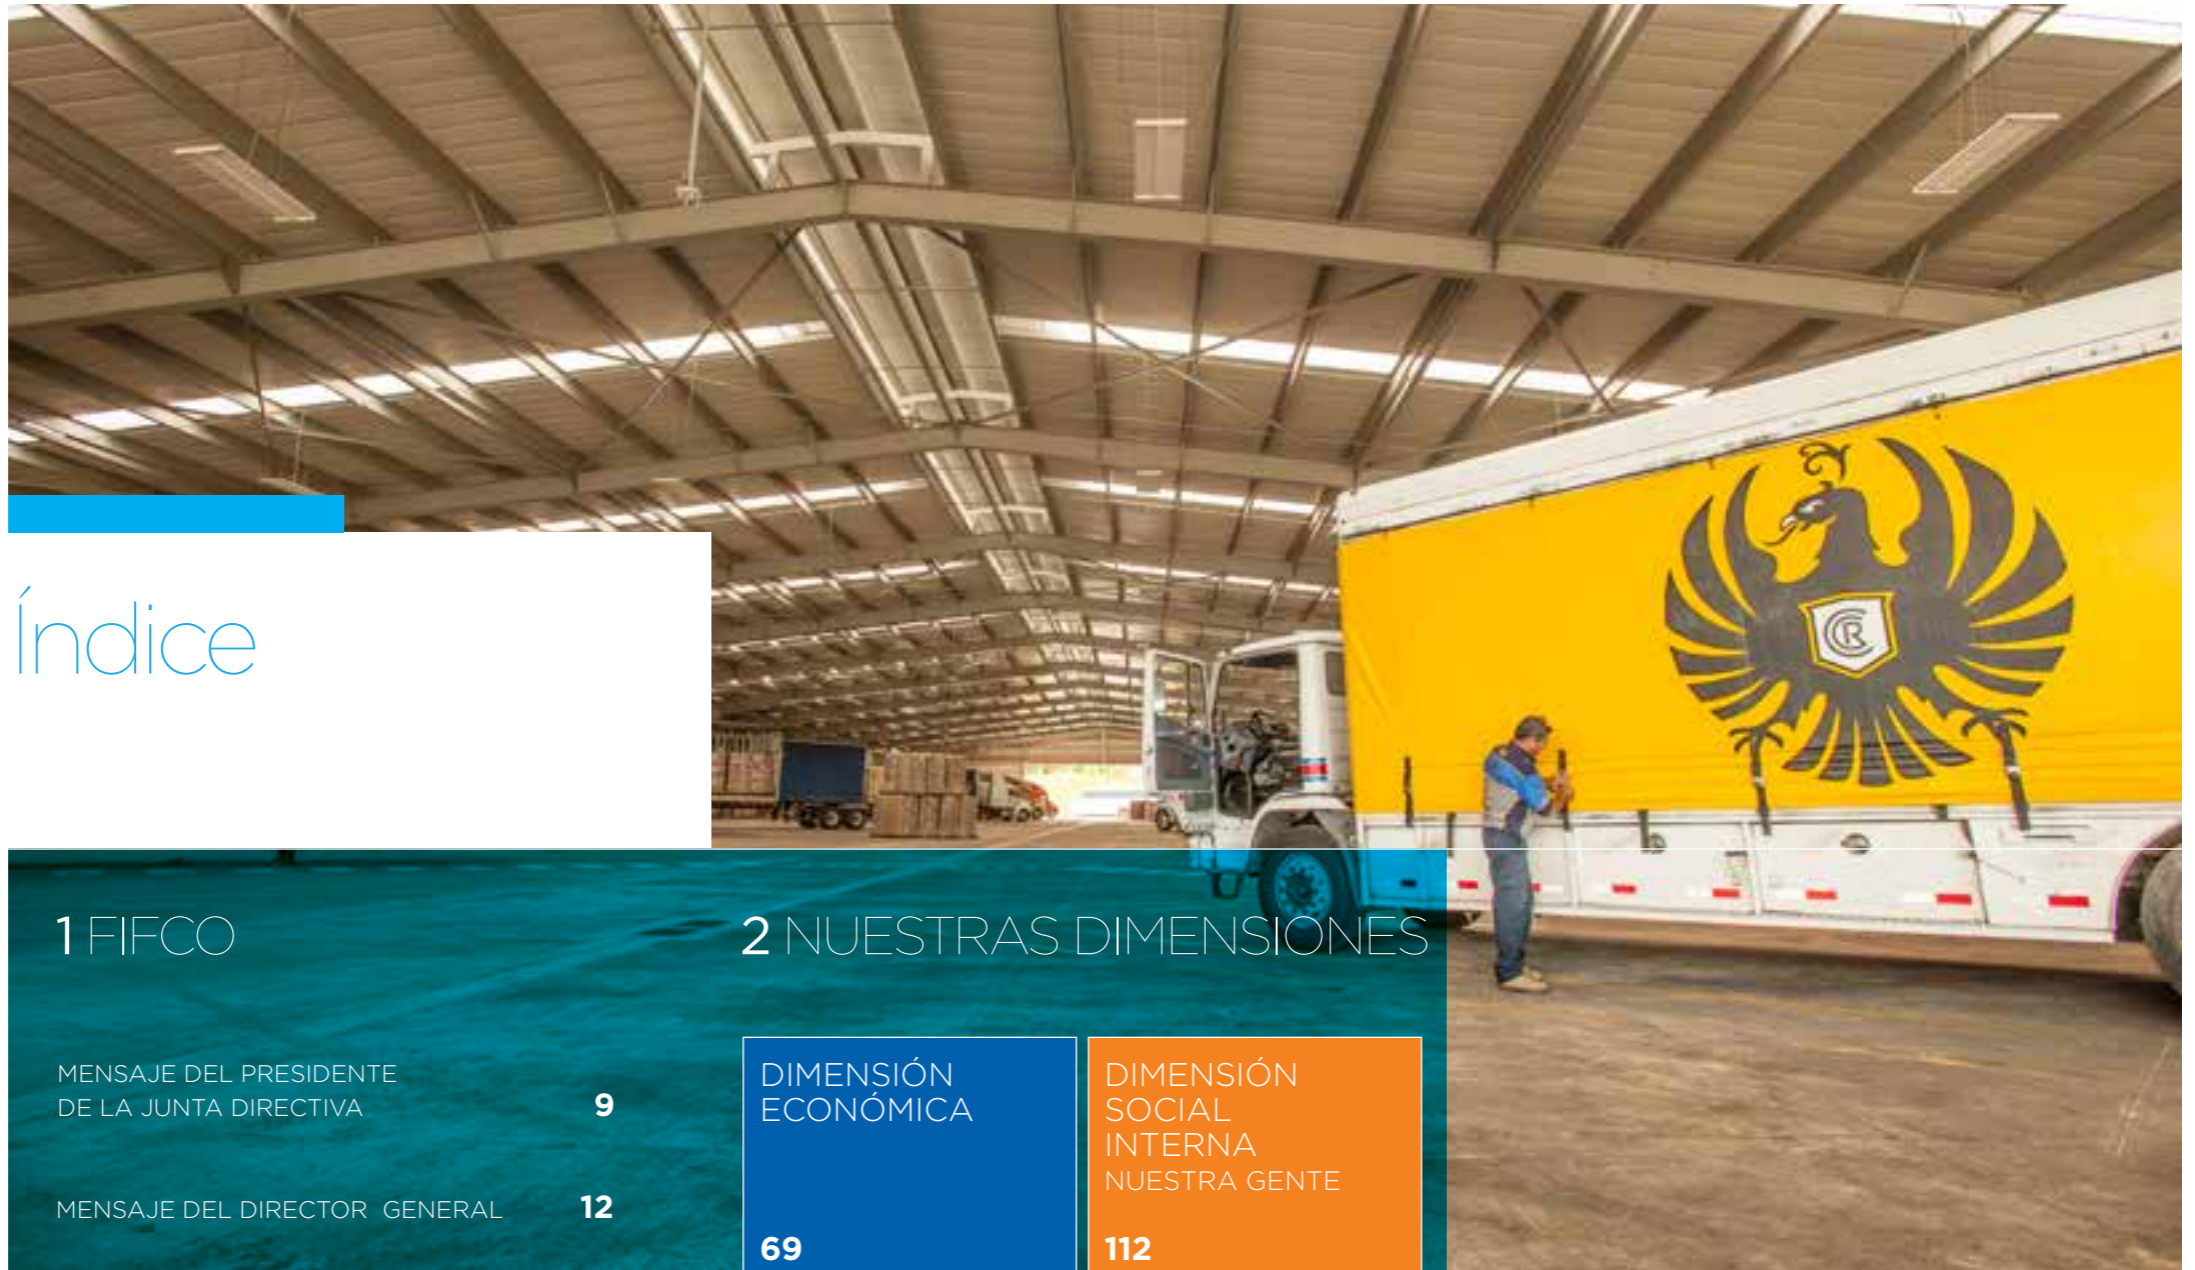 Índice
1 FIFCO
MENSAJE DEL PRESIDENTE
DE LA JUNTA DIRECTIVA 9
MENSAJE DEL DIRECTOR GENERAL 12
2 NUESTRAS DIMENSIONES
DIMENSIÓN
ECONÓMICA
69
DIMENSIÓN
SOCIAL
INTERNA
NUESTRA GENTE
112
CCR